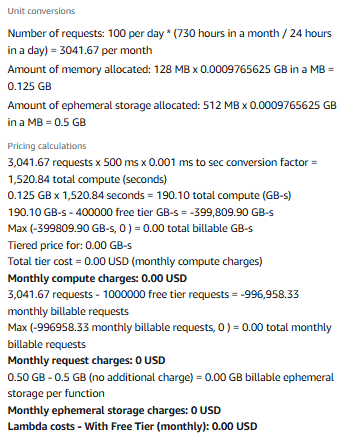 Unit conversions
Number of requests: 100 per day * (730 hours in a month / 24 hours
in a day) = 3041.67 per month
Amount of memory allocated: 128 MB x 0.0009765625 GB in a MB =
0.125 GB
Amount of ephemeral storage allocated: 512 MB x 0.0009765625 GB
in a MB = 0.5 GB
Pricing calculations
3,041.67 requests x 500 ms x 0.001 ms to sec conversion factor =
1,520.84 total compute (seconds)
0.125 GB x 1,520.84 seconds = 190.10 total compute (GB-s)
190.10 GB-s - 400000 free tier GB-s = -399,809.90 GB-s
Max (-399809.90 GB-s, 0 ) = 0.00 total billable GB-s
Tiered price for: 0.00 GB-s
Total tier cost = 0.00 USD (monthly compute charges)
Monthly compute charges: 0.00 USD
3,041.67 requests - 1000000 free tier requests = -996,958.33
monthly billable requests
Max (-996958.33 monthly billable requests, 0 ) = 0.00 total monthly
billable requests
Monthly request charges: 0 USD
0.50 GB - 0.5 GB (no additional charge) = 0.00 GB billable ephemeral
storage per function
Monthly ephemeral storage charges: 0 USD
Lambda costs - With Free Tier (monthly): 0.00 USD